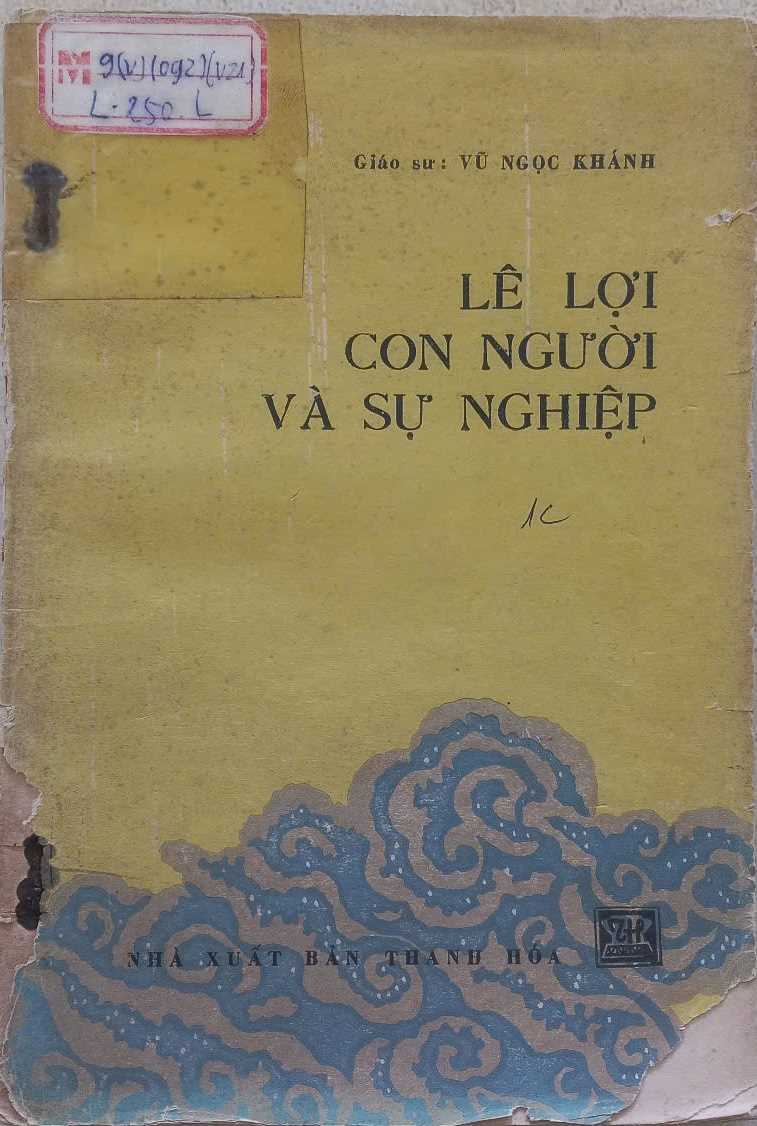 M 9(V)(092)(V21)
L.250.L
Giáo sư: VŨ NGỌC KHÁNH
LÊ LỢI
CON NGƯỜI
VÀ SỰ NGHIỆP
1C
NHÀ XUẤT BẢN THANH HÓA
TH